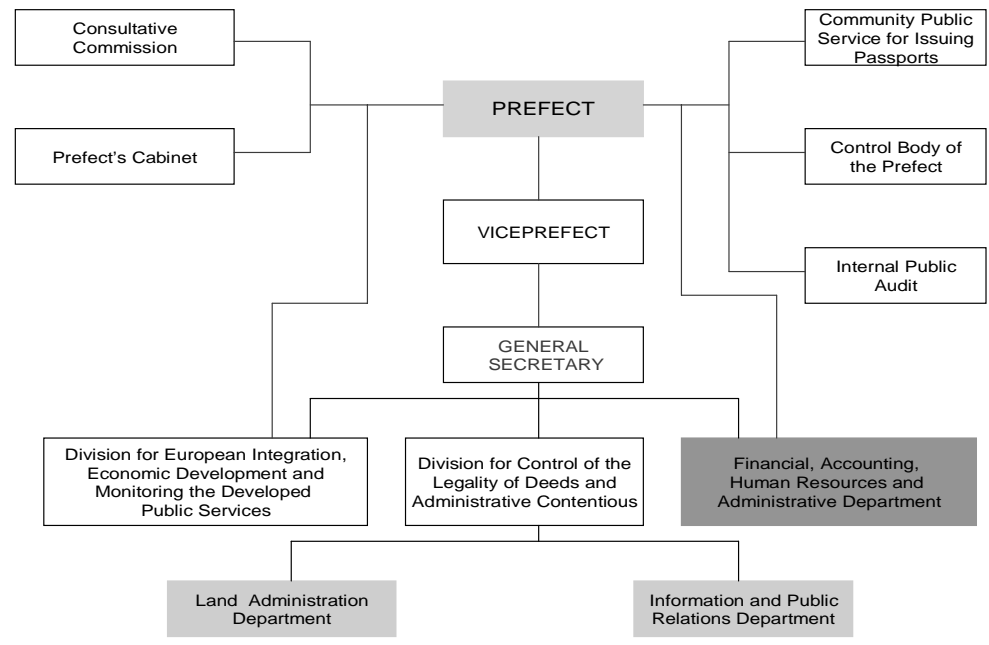 Consultative
Commission
Community Public
Service for Issuing
Passports
PREFECT
Prefect's Cabinet
Control Body of
the Prefect
VICEPREFECT
Internal Public
Audit
GENERAL
SECRETARY
Division for European Integration,
Economic Development and
Monitoring the Developed
Public Services
Division for Control of the
Legality of Deeds and
Administrative Contentious
Financial, Accounting,
Human Resources and
Administrative Department
Land Administration
Department
Information and Public
Relations Department